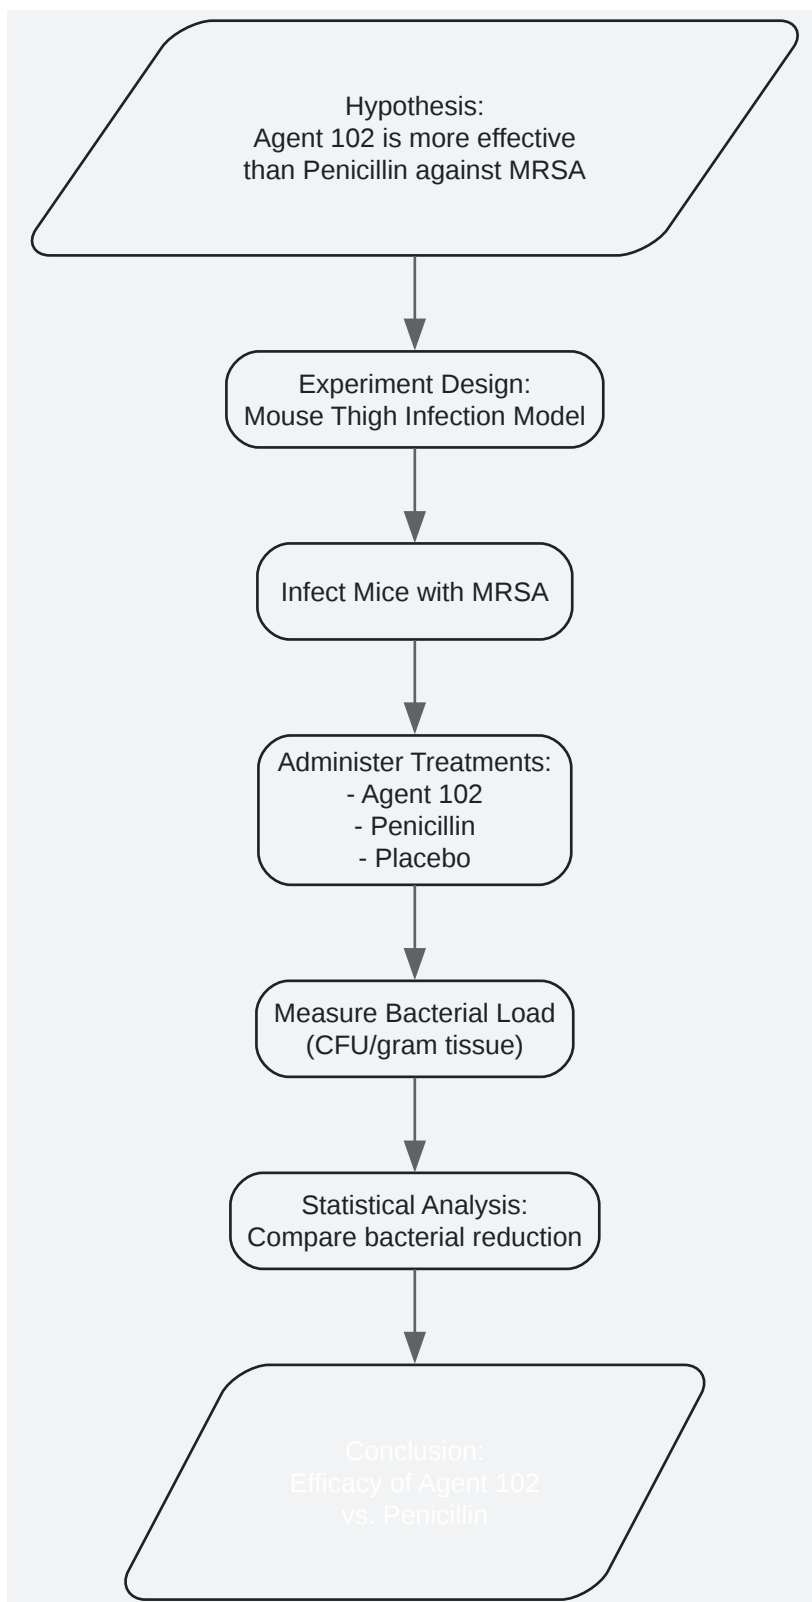 Hypothesis:
Agent 102 is more effective
than Penicillin against MRSA
Experiment Design:
Mouse Thigh Infection Model
Infect Mice with MRSA
Administer Treatments:
- Agent 102
- Penicillin
- Placebo
Measure Bacterial Load
(CFU/gram tissue)
Statistical Analysis:
Compare bacterial reduction
Conclusion:
Efficacy of Agent 102
vs. Penicillin